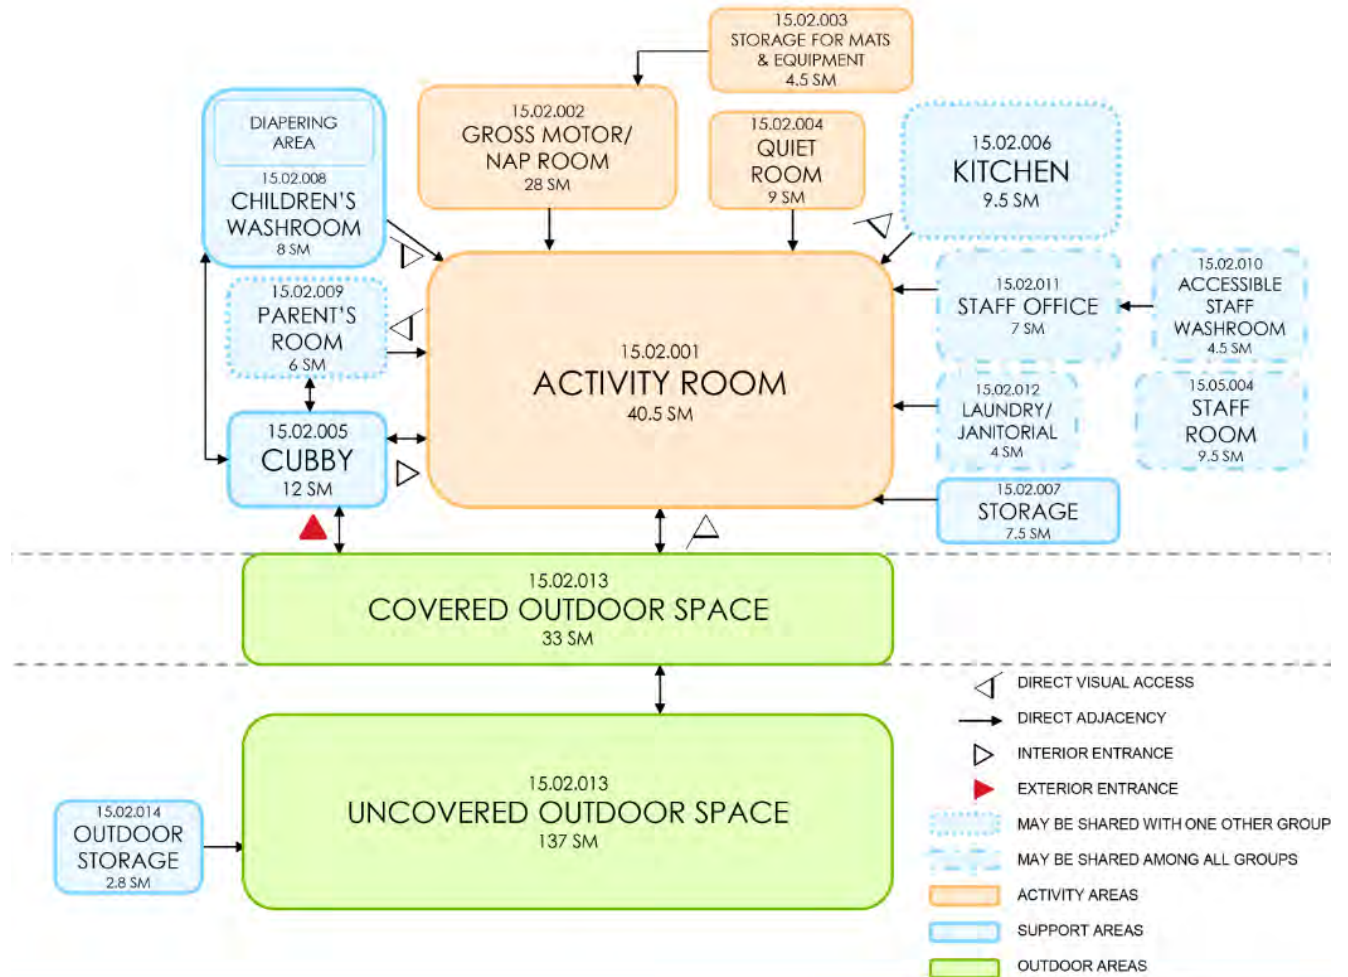 15.02.003
STORAGE FOR MATS
& EQUIPMENT
4.5 SM
15.02.002
GROSS MOTOR/
NAP ROOM
28 SM
15.02.004
QUIET
ROOM
9 SM
15.02.006
KITCHEN
9.5 SM
DIAPERING
AREA
15.02.008
CHILDREN'S
WASHROOM
8 SM
15.02.009
PARENT'S
ROOM
6 SM
15.02.005
CUBBY
12 SM
15.02.001
ACTIVITY ROOM
40.5 SM
15.02.011
STAFF OFFICE
7 SM
15.02.010
ACCESSIBLE
STAFF
WASHROOM
4.5 SM
15.02.012
LAUNDRY/
JANITORIAL
4 SM
15.05.004
STAFF
ROOM
9.5 SM
15.02.007
STORAGE
7.5 SM
15.02.013
COVERED OUTDOOR SPACE
33 SM
15.02.013
UNCOVERED OUTDOOR SPACE
137 SM
15.02.014
OUTDOOR
STORAGE
2.8 SM
DIRECT VISUAL ACCESS
DIRECT ADJACENCY
INTERIOR ENTRANCE
EXTERIOR ENTRANCE
MAY BE SHARED WITH ONE OTHER GROUP
MAY BE SHARED AMONG ALL GROUPS
ACTIVITY AREAS
SUPPORT AREAS
OUTDOOR AREAS